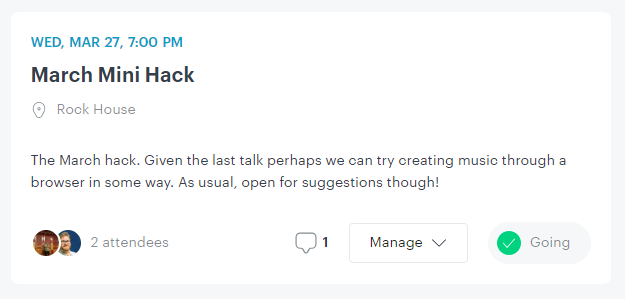 WED, MAR 27, 7:00 PM
March Mini Hack
Rock House
The March hack. Given the last talk perhaps we can try creating music through a
browser in some way. As usual, open for suggestions though!
2 attendees
1
Manage
Going